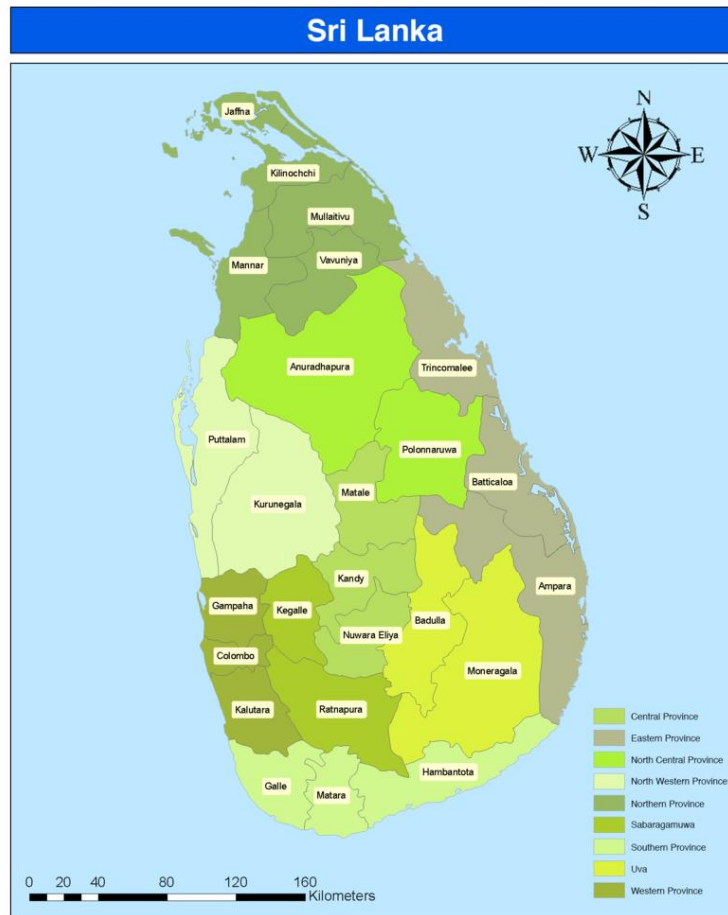 Sri Lanka
N
W
E
S
Jaffna
Kilinochchi
Mullaitivu
Vavuniya
Mannar
Anuradhapura
Trincomalee
Puttalam
Polonnaruwa
Batticaloa
Matale
Kurunegala
Kandy
Ampara
Gampaha
Kegalle
Badulla
Nuwara Eliya
Colombo
Moneragala
Kalutara
Ratnapura
Hambantota
Galle
Matara
Central Province
Eastern Province
North Central Province
North Western Province
Northern Province
Sabaragamuwa
Southern Province
Uva
Western Province
0 20 40 80 120 160
Kilometers